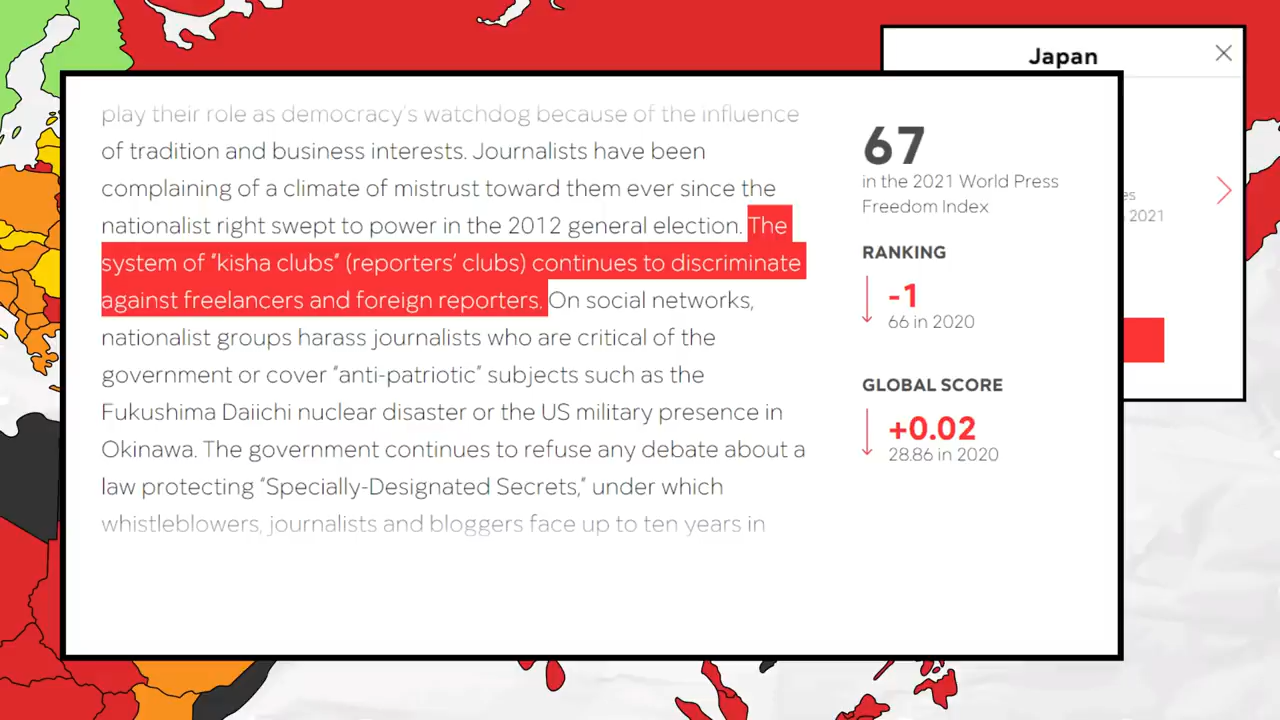 Japan
play their role as democracy's watchdog because of the influence
of tradition and business interests. Journalists have been
complaining of a climate of mistrust toward them ever since the
nationalist right swept to power in the 2012 general election. The
system of “kisha clubs” (reporters’ clubs) continues to discriminate
against freelancers and foreign reporters. On social networks,
nationalist groups harass journalists who are critical of the
government or cover “anti-patriotic” subjects such as the
Fukushima Daiichi nuclear disaster or the US military presence in
Okinawa. The government continues to refuse any debate about a
law protecting “Specially-Designated Secrets,” under which
whistleblowers, journalists and bloggers face up to ten years in
67
in the 2021 World Press
Freedom Index
RANKING
-1
66 in 2020
GLOBAL SCORE
+0.02
28.86 in 2020
es
2021